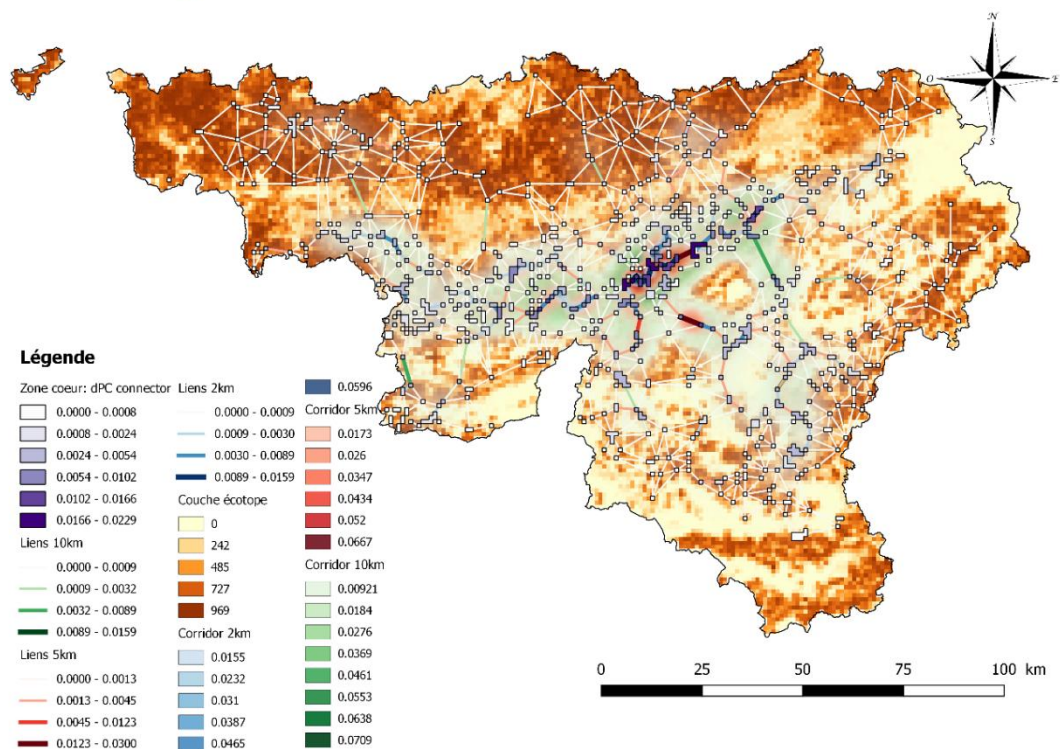 N
O
E
S
Légende
Zone coeur: dPC connector
0.0000 - 0.0008
0.0008 - 0.0024
0.0024 - 0.0054
0.0054 - 0.0102
0.0102 - 0.0166
0.0166 - 0.0229
Liens 10km
0.0000 - 0.0009
0.0009 - 0.0032
0.0032 - 0.0089
0.0089 - 0.0159
Liens 5km
0.0000 - 0.0013
0.0013 - 0.0045
0.0045 - 0.0123
0.0123 - 0.0300
Liens 2km
0.0000 - 0.0009
0.0009 - 0.0030
0.0030 - 0.0089
0.0089 - 0.0159
Couche écotope
0
242
485
727
969
Corridor 2km
0.0155
0.0232
0.031
0.0387
0.0465
0.0596
Corridor 5km
0.0173
0.026
0.0347
0.0434
0.052
0.0667
Corridor 10km
0.00921
0.0184
0.0276
0.0369
0.0461
0.0553
0.0638
0.0709
0 25 50 75 100 km